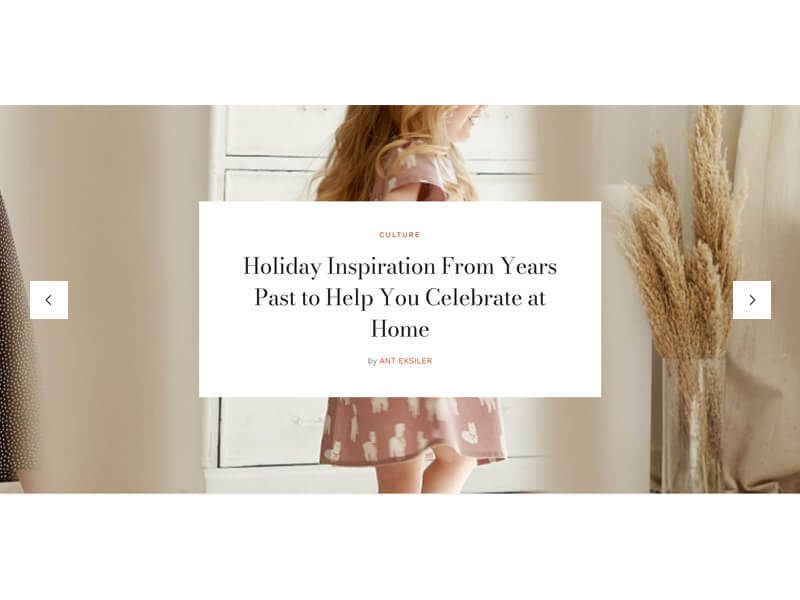 CULTURE
Holiday Inspiration From Years
Past to Help You Celebrate at
Home
by ANT EKSILER